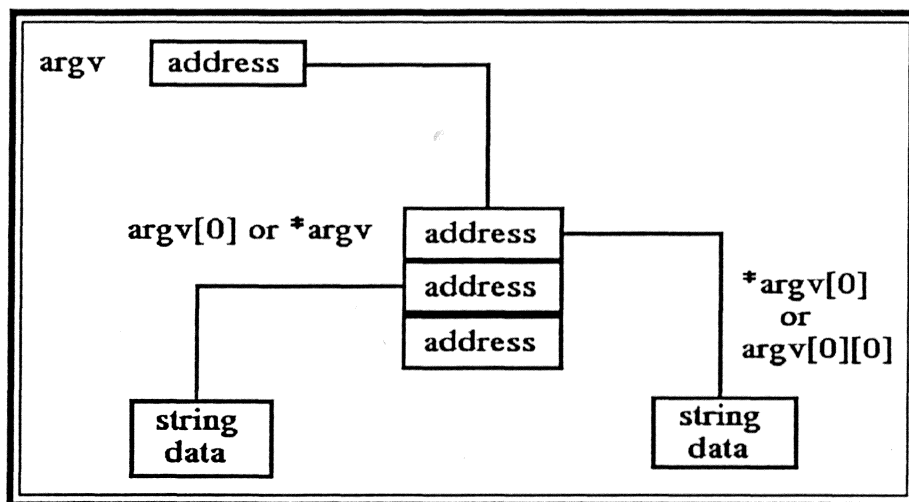 argv address
argv[0] or *argv address
address
address
*argv[0]
or
argv[0][0]
string
data
string
data